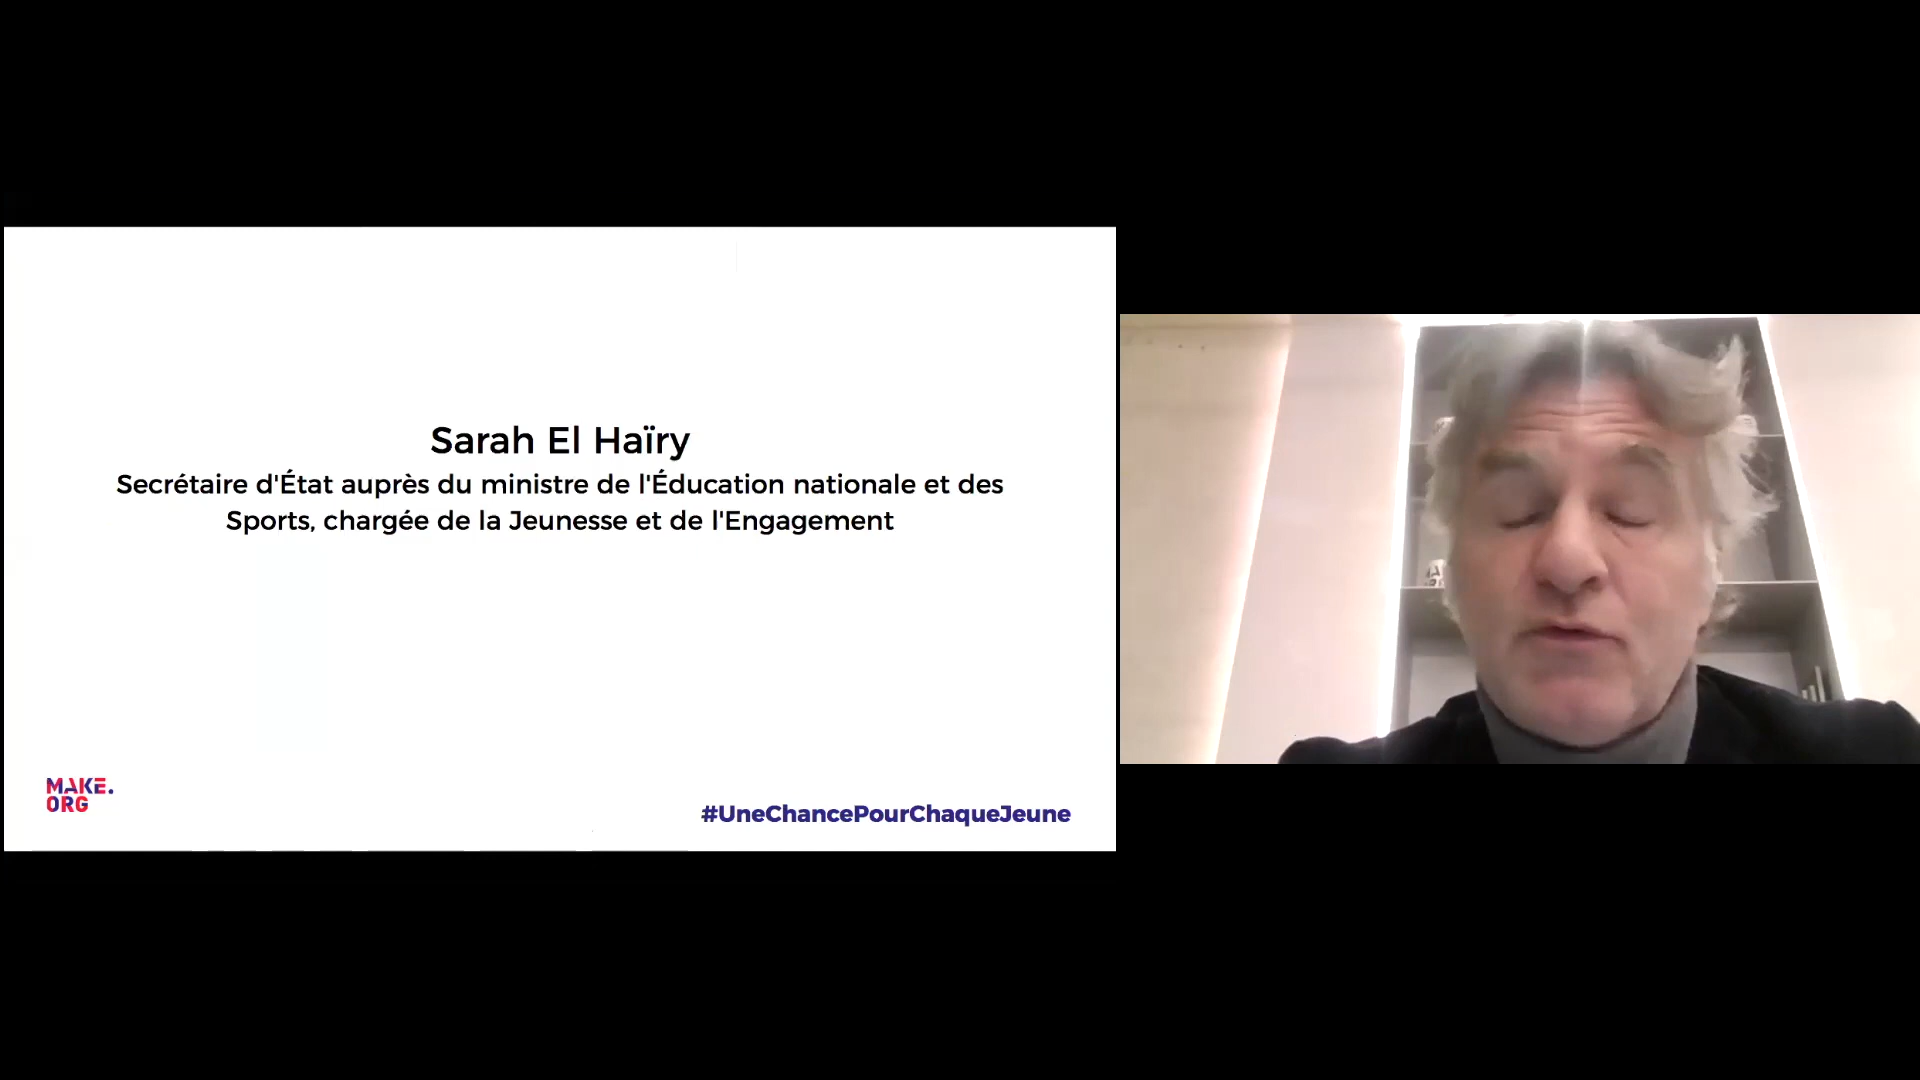 Sarah El Haïry
Secrétaire d'État auprès du ministre de l'Éducation nationale et des
Sports, chargée de la Jeunesse et de l'Engagement
MAKE.
ORG
#UneChancePourChaqueJeune